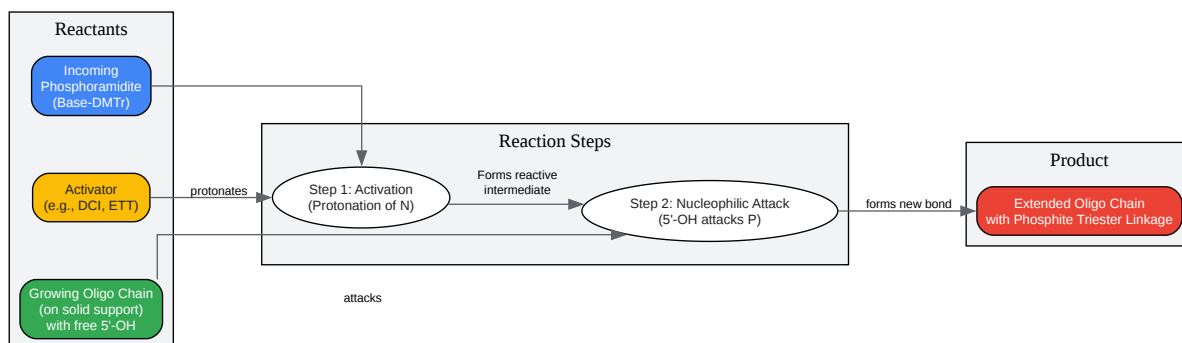 Reactants
Incoming
Phosphoramidite
(Base-DMTr)
Activator
(e.g., DCI, ETT)
Growing Oligo Chain
(on solid support)
with free 5'-OH
protonates
attacks
Reaction Steps
Step 1: Activation
(Protonation of N)
Forms reactive
intermediate
Step 2: Nucleophilic Attack
(5'-OH attacks P)
forms new bond
Product
Extended Oligo Chain
with Phosphite Triester Linkage